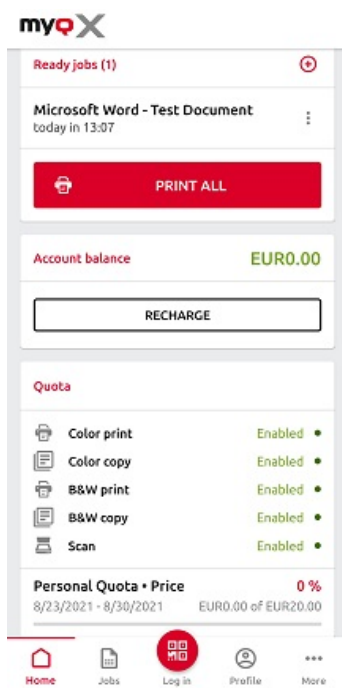 myQX
Ready jobs (1)
Microsoft Word - Test Document
today in 13:07
PRINT ALL
Account balance EUR0.00
RECHARGE
Quota
Color print Enabled
Color copy Enabled
B&W print Enabled
B&W copy Enabled
Scan Enabled
Personal Quota • Price 0 %
8/23/2021 - 8/30/2021 EUR0.00 of EUR20.00
Home Jobs Log in Profile More